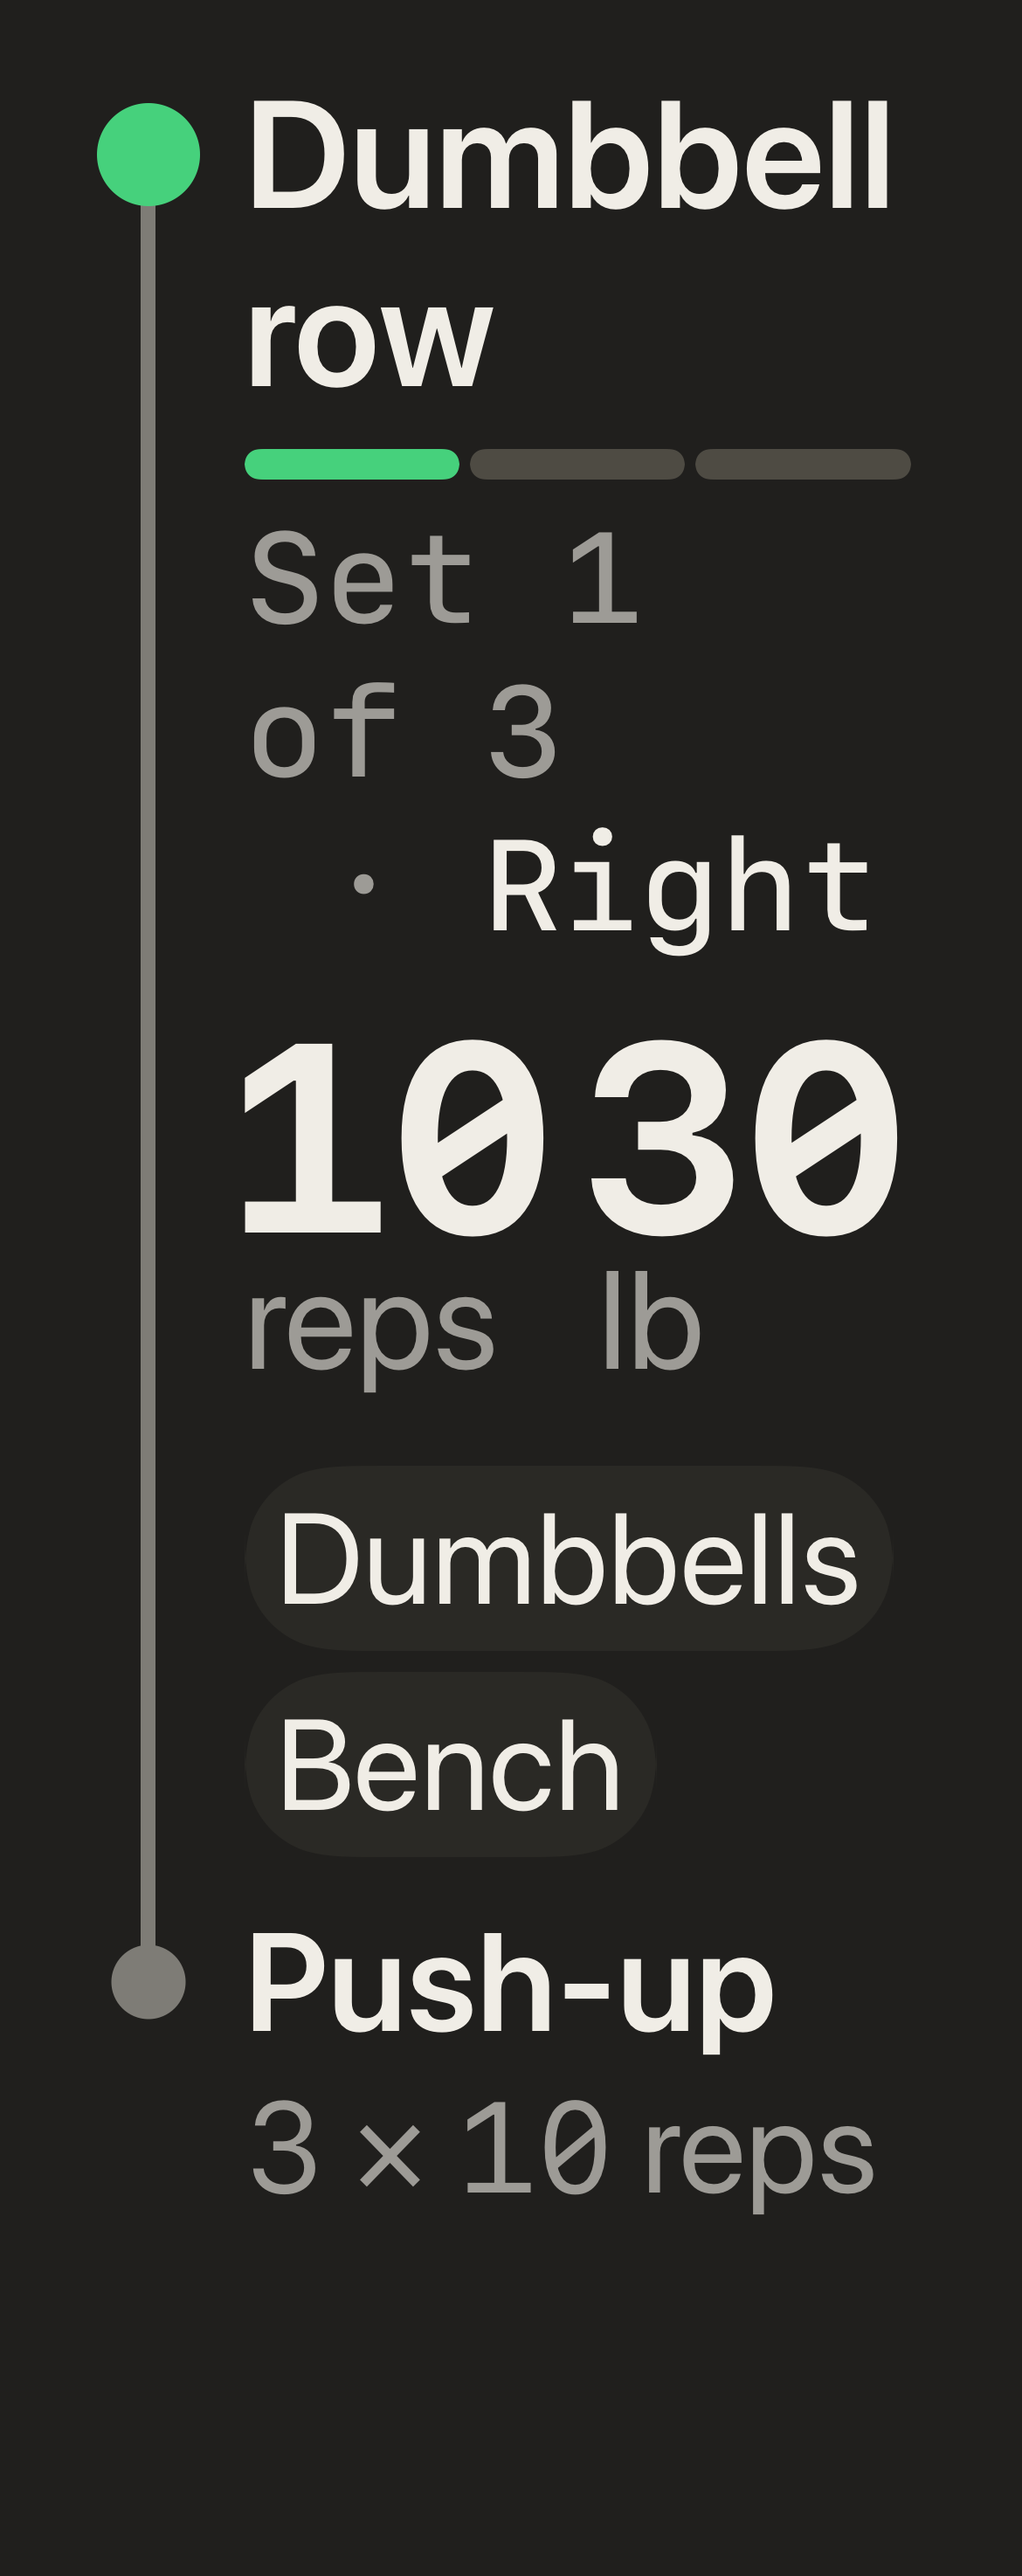 Dumbbell
row
Set 1
of 3
· Right
10 30
reps lb
Dumbbells
Bench
Push-up
3 × 10 reps